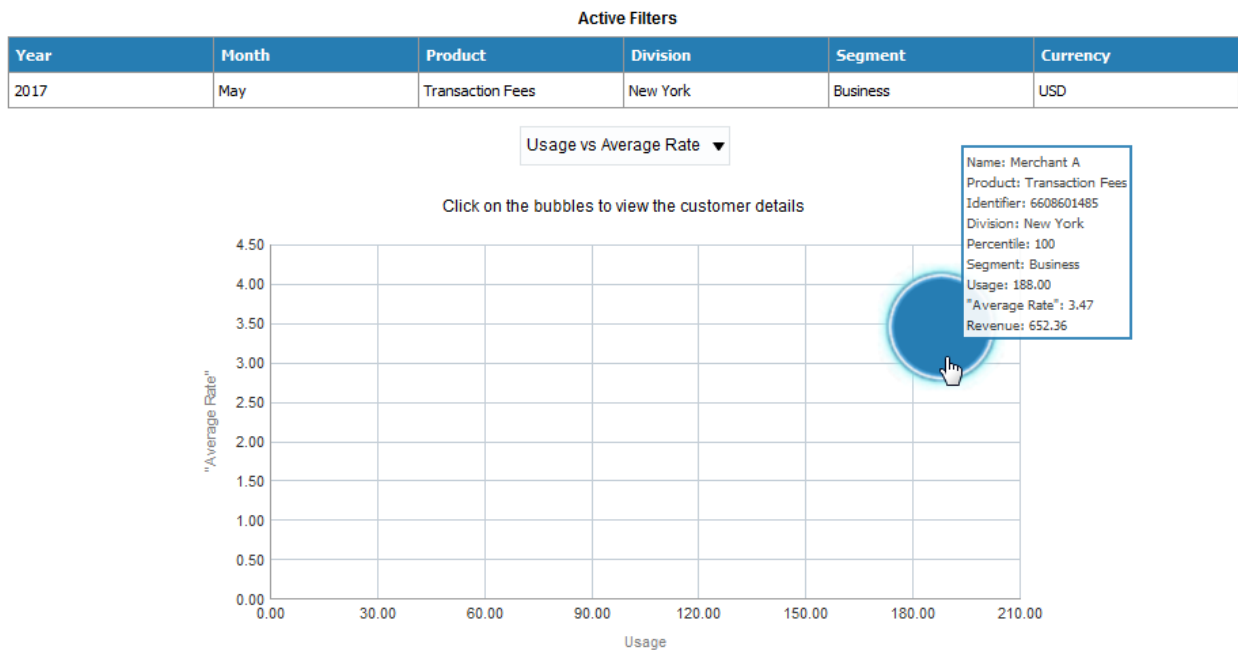 Active Filters
Year Month Product Division Segment Currency
2017 May Transaction Fees New York Business USD
Usage vs Average Rate
Name: Merchant A
Product: Transaction Fees
Identifier: 6608601485
Division: New York
Percentile: 100
Segment: Business
Usage: 188.00
"Average Rate": 3.47
Revenue: 652.36
Click on the bubbles to view the customer details
4.50
4.00
3.50
3.00
2.50
2.00
1.50
1.00
0.50
0.00
"Average Rate"
0.00 30.00 60.00 90.00 120.00 150.00 180.00 210.00
Usage